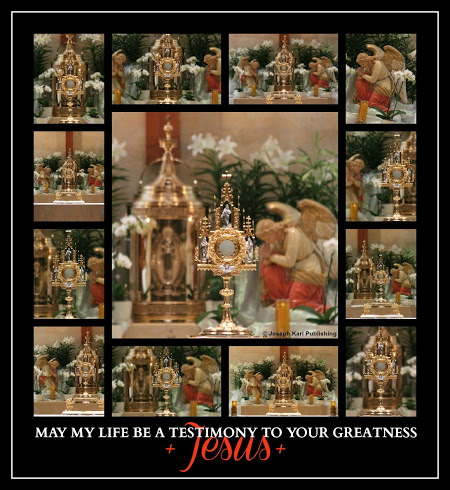 © Joseph Karl Publishing
MAY MY LIFE BE A TESTIMONY TO YOUR GREATNESS
+ Jesus +